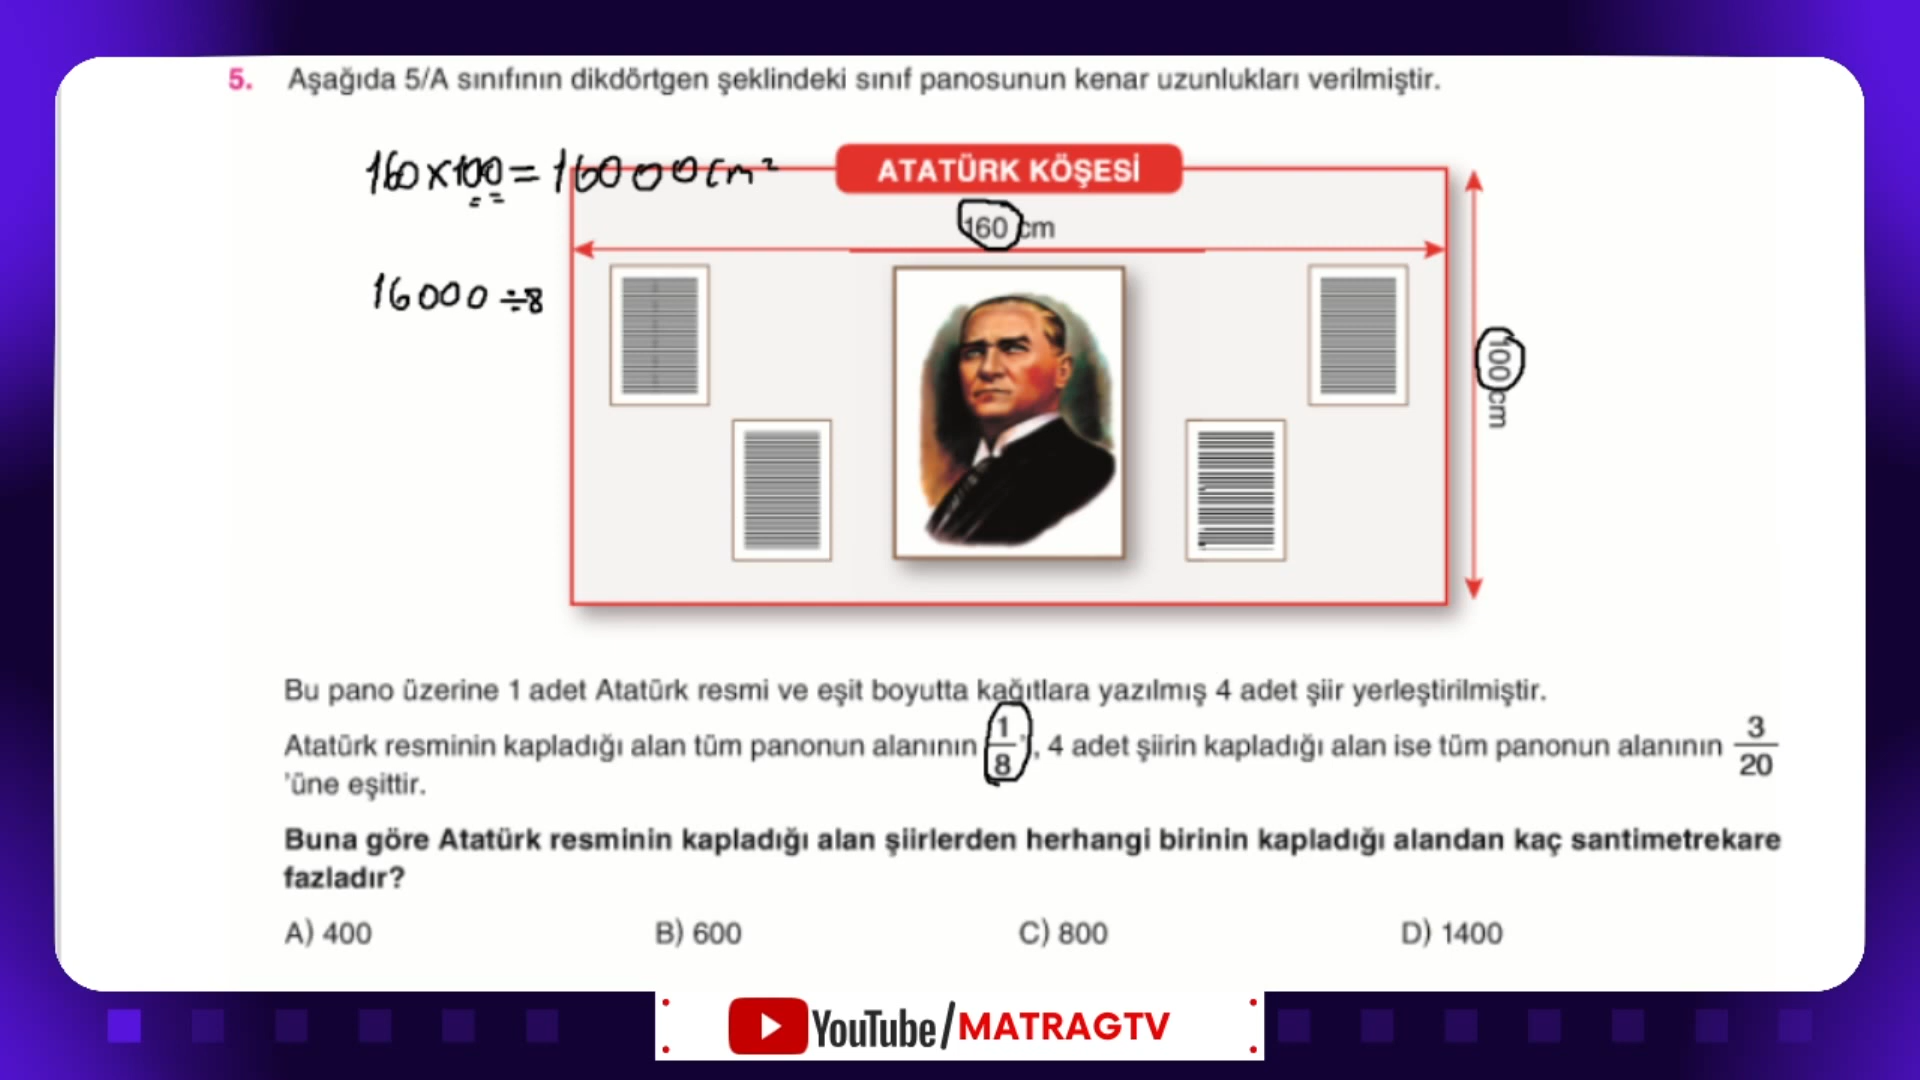 5. Aşağıda 5/A sınıfının dikdörtgen şeklindeki sınıf panosunun kenar uzunlukları verilmiştir.
160x100=16000cm²
ATATÜRK KÖŞESİ
160 cm
16000÷8
100 cm
Bu pano üzerine 1 adet Atatürk resmi ve eşit boyutta kağıtlara yazılmış 4 adet şiir yerleştirilmiştir.
Atatürk resminin kapladığı alan tüm panonun alanının 1/8', 4 adet şiirin kapladığı alan ise tüm panonun alanının 3/20
'üne eşittir.
Buna göre Atatürk resminin kapladığı alan şiirlerden herhangi birinin kapladığı alandan kaç santimetrekare
fazladır?
A) 400 B) 600 C) 800 D) 1400
YouTube/MATRAGTV